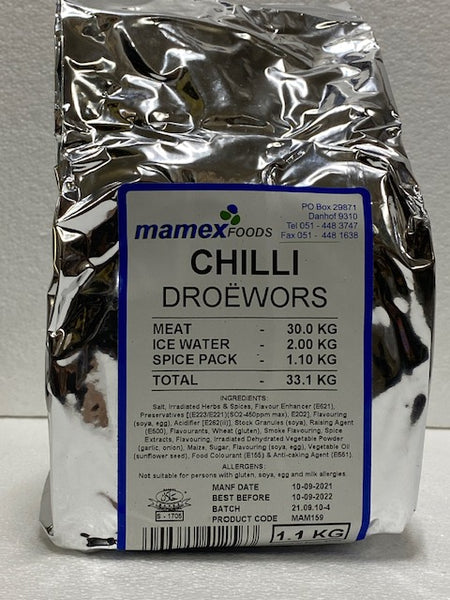 mamex FOODS
PO Box 29871
Danhof 9310
Tel 051 - 448 3747
Fax 051 - 448 1638
CHILLI
DROËWORS
MEAT - 30.0 KG
ICE WATER - 2.00 KG
SPICE PACK - 1.10 KG
TOTAL - 33.1 KG
INGREDIENTS:
Salt, Irradiated Herbs & Spices, Flavour Enhancer (E621),
Preservatives [(E223/E221)(SO2-450ppm max), E202], Flavouring
(soya, egg), Acidifier [E262(ii)], Stock Granules (soya), Raising Agent
(E500), Flavourants, Wheat (gluten), Smoke Flavouring, Spice
Extracts, Flavouring, Irradiated Dehydrated Vegetable Powder
(garlic, onion), Maize, Sugar, Flavouring (soya, egg), Vegetable Oil
(sunflower seed), Food Colourant (E155) & Anti-caking Agent (E551).
ALLERGENS:
Not suitable for persons with gluten, soya, egg and milk allergies.
MANF DATE 10-09-2021
BEST BEFORE 10-09-2022
BATCH 21.09.10-4
PRODUCT CODE MAM159
S - 1705
1.1 KG